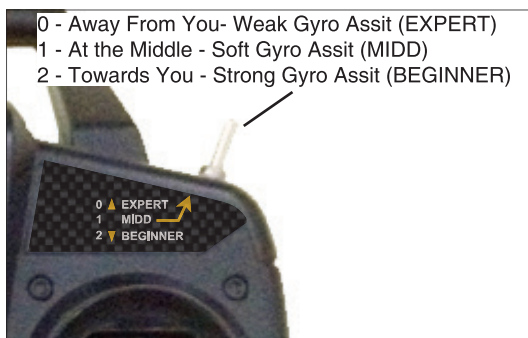 0 - Away From You- Weak Gyro Assit (EXPERT)
1 - At the Middle - Soft Gyro Assit (MIDD)
2 - Towards You - Strong Gyro Assit (BEGINNER)
0 ▲ EXPERT
1 MIDD
2 ▼ BEGINNER